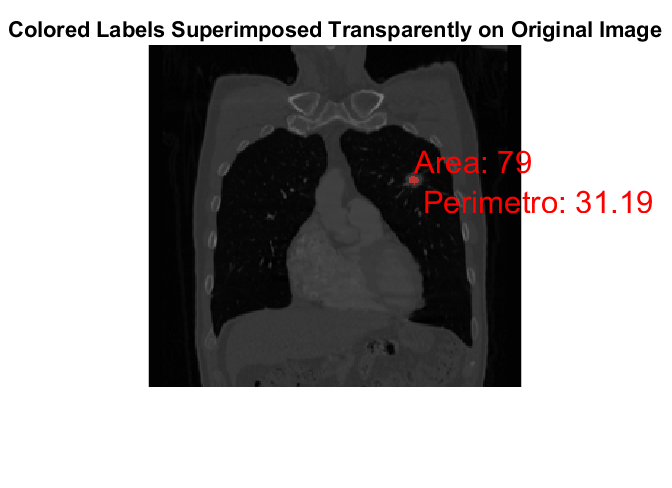 Colored Labels Superimposed Transparently on Original Image
Area: 79
Perimetro: 31.19